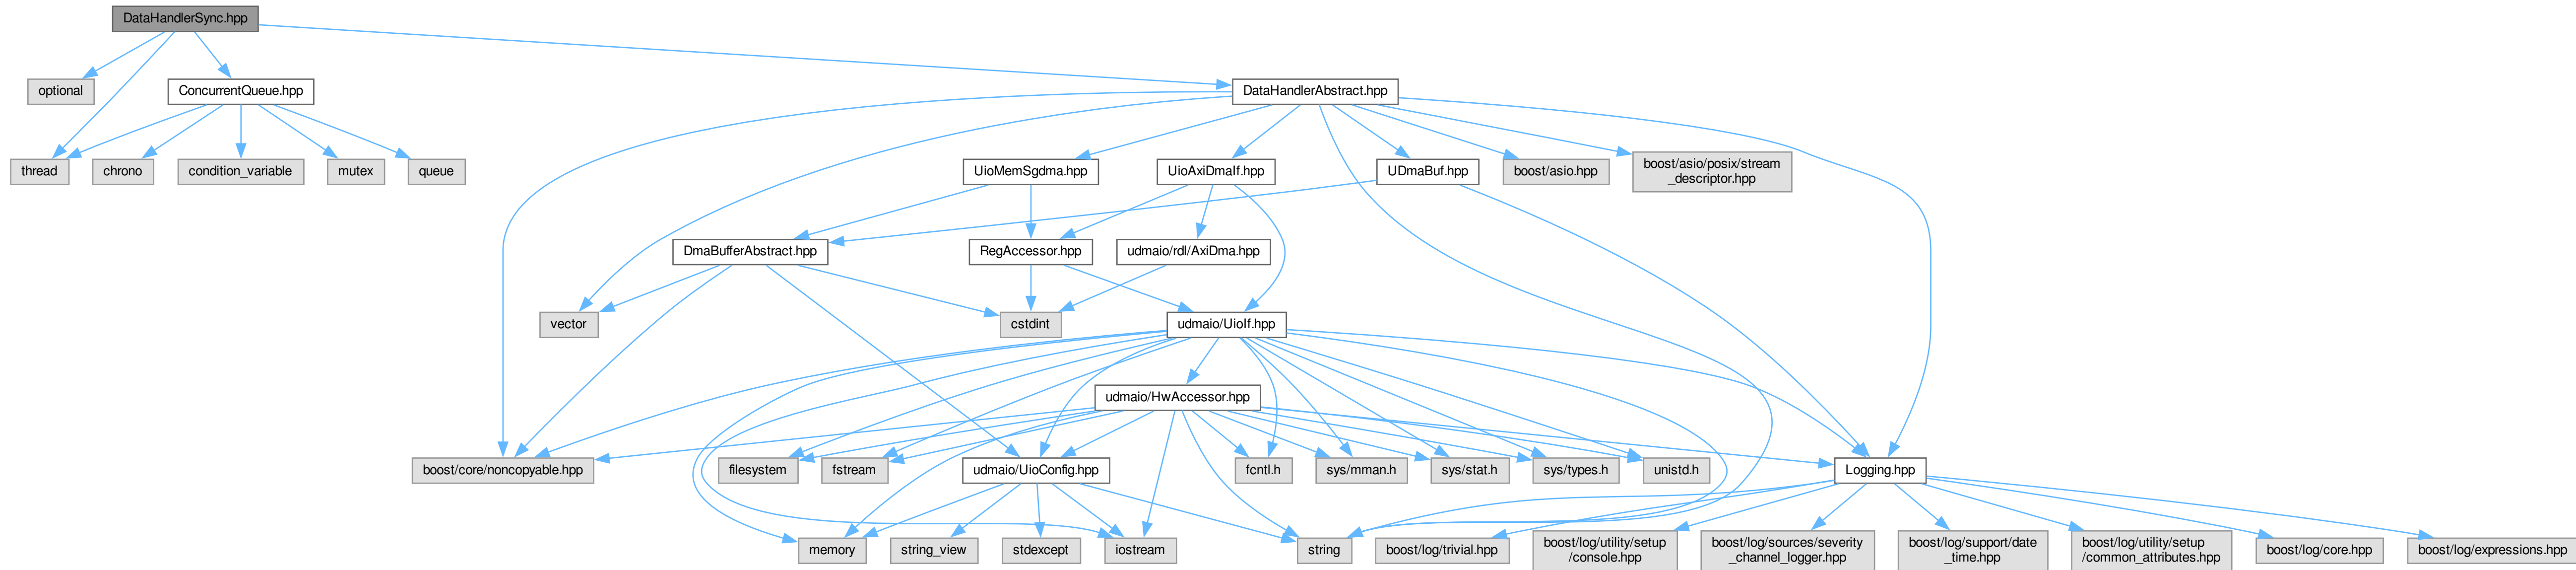 DataHandlerSync.hpp
optional
ConcurrentQueue.hpp
DataHandlerAbstract.hpp
thread
chrono
condition_variable
mutex
queue
UioMemSgdma.hpp
UioAxiDmaIf.hpp
UDmaBuf.hpp
boost/asio.hpp
boost/asio/posix/stream
_descriptor.hpp
DmaBufferAbstract.hpp
RegAccessor.hpp
udmaio/rdl/AxiDma.hpp
vector
cstdint
udmaio/UioIf.hpp
udmaio/HwAccessor.hpp
boost/core/noncopyable.hpp
filesystem
fstream
udmaio/UioConfig.hpp
fcntl.h
sys/mman.h
sys/stat.h
sys/types.h
unistd.h
Logging.hpp
memory
string_view
stdexcept
iostream
string
boost/log/trivial.hpp
boost/log/utility/setup
/console.hpp
boost/log/sources/severity
_channel_logger.hpp
boost/log/support/date
_time.hpp
boost/log/utility/setup
/common_attributes.hpp
boost/log/core.hpp
boost/log/expressions.hpp